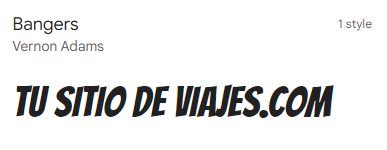 Bangers
1 style
Vernon Adams
TU SITIO DE VIAJES.COM